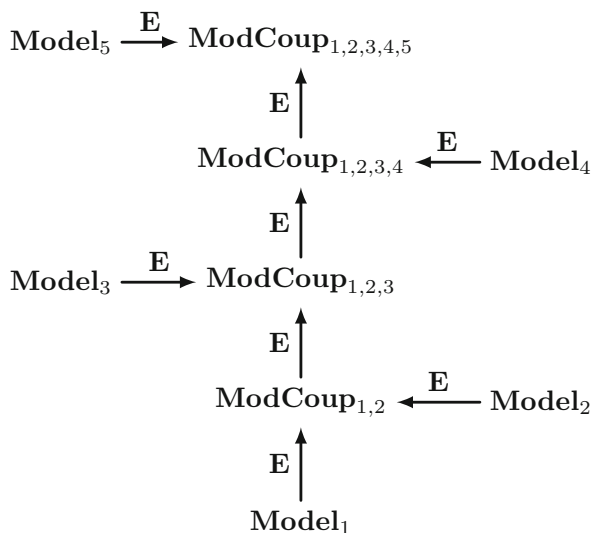 Model₅ E ModCoup₁,₂,₃,₄,₅
E
ModCoup₁,₂,₃,₄ E Model₄
E
Model₃ E ModCoup₁,₂,₃
E
ModCoup₁,₂ E Model₂
E
Model₁